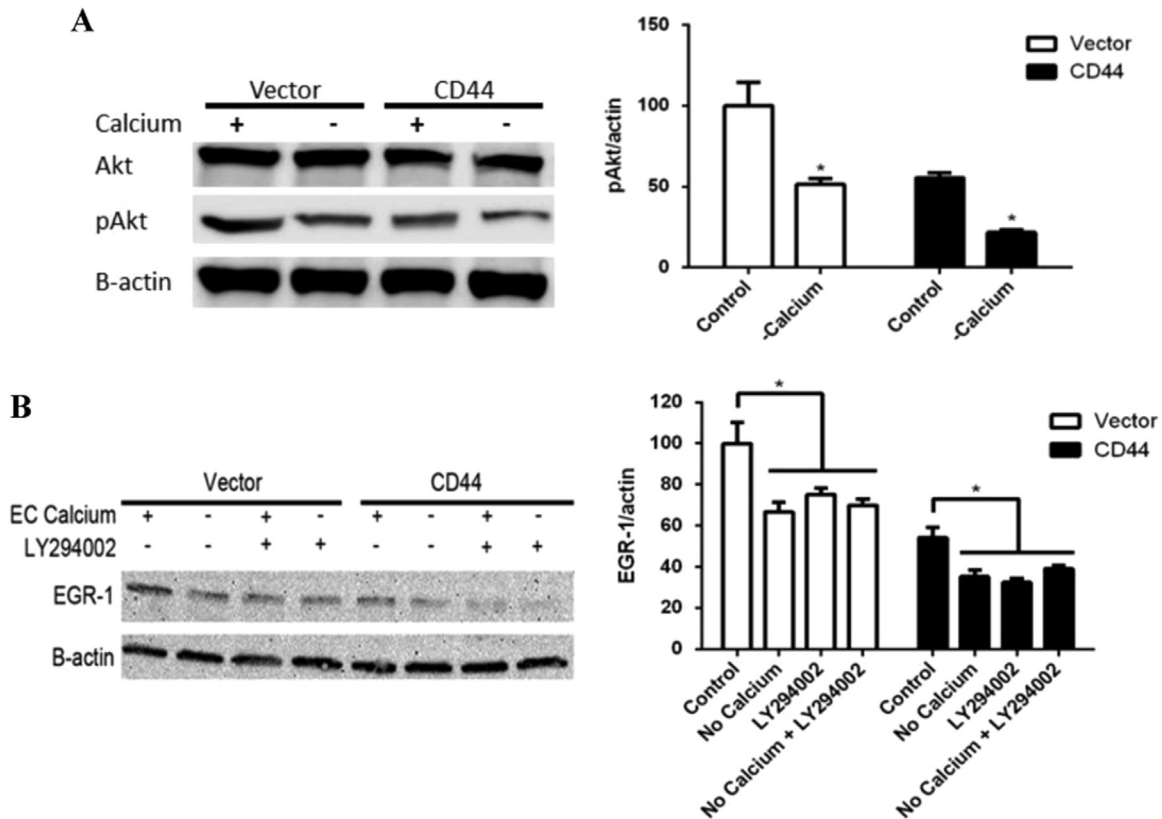 A
Vector CD44
Calcium + - + -
Akt
pAkt
B-actin
150
100
50
0
pAkt/actin
Vector
CD44
*
*
Control
-Calcium
Control
-Calcium
B
Vector CD44
EC Calcium + - + - + - + -
LY294002 - - + + - - + +
EGR-1
B-actin
120
100
80
60
40
20
0
EGR-1/actin
Vector
CD44
*
*
Control
No Calcium
LY294002
No Calcium + LY294002
Control
No Calcium
LY294002
No Calcium + LY294002